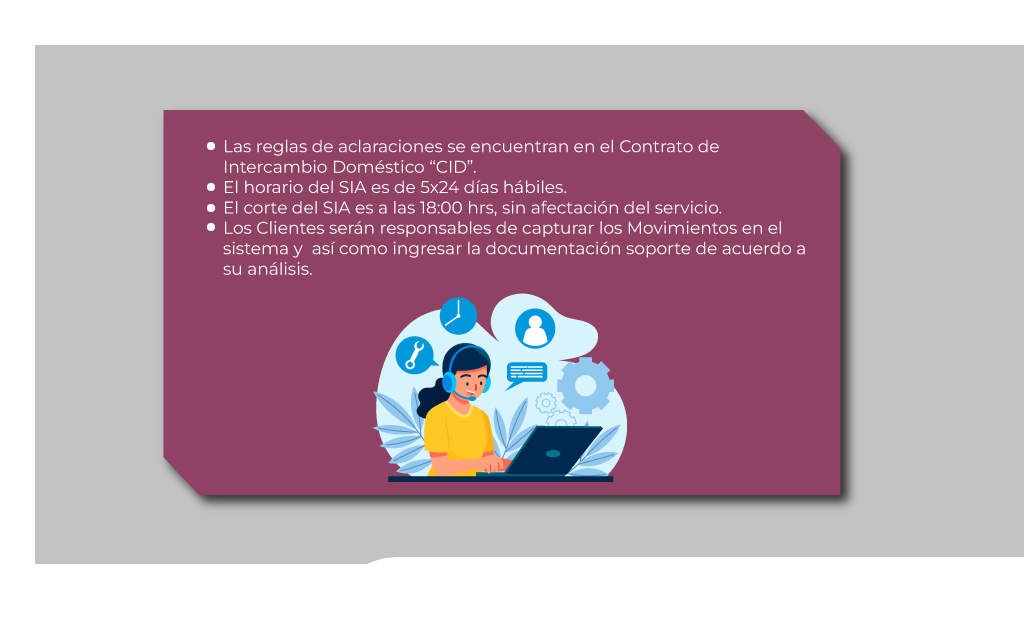 Las reglas de aclaraciones se encuentran en el Contrato de
Intercambio Doméstico “CID”.
El horario del SIA es de 5x24 días hábiles.
El corte del SIA es a las 18:00 hrs, sin afectación del servicio.
Los Clientes serán responsables de capturar los Movimientos en el
sistema y  así como ingresar la documentación soporte de acuerdo a
su análisis.